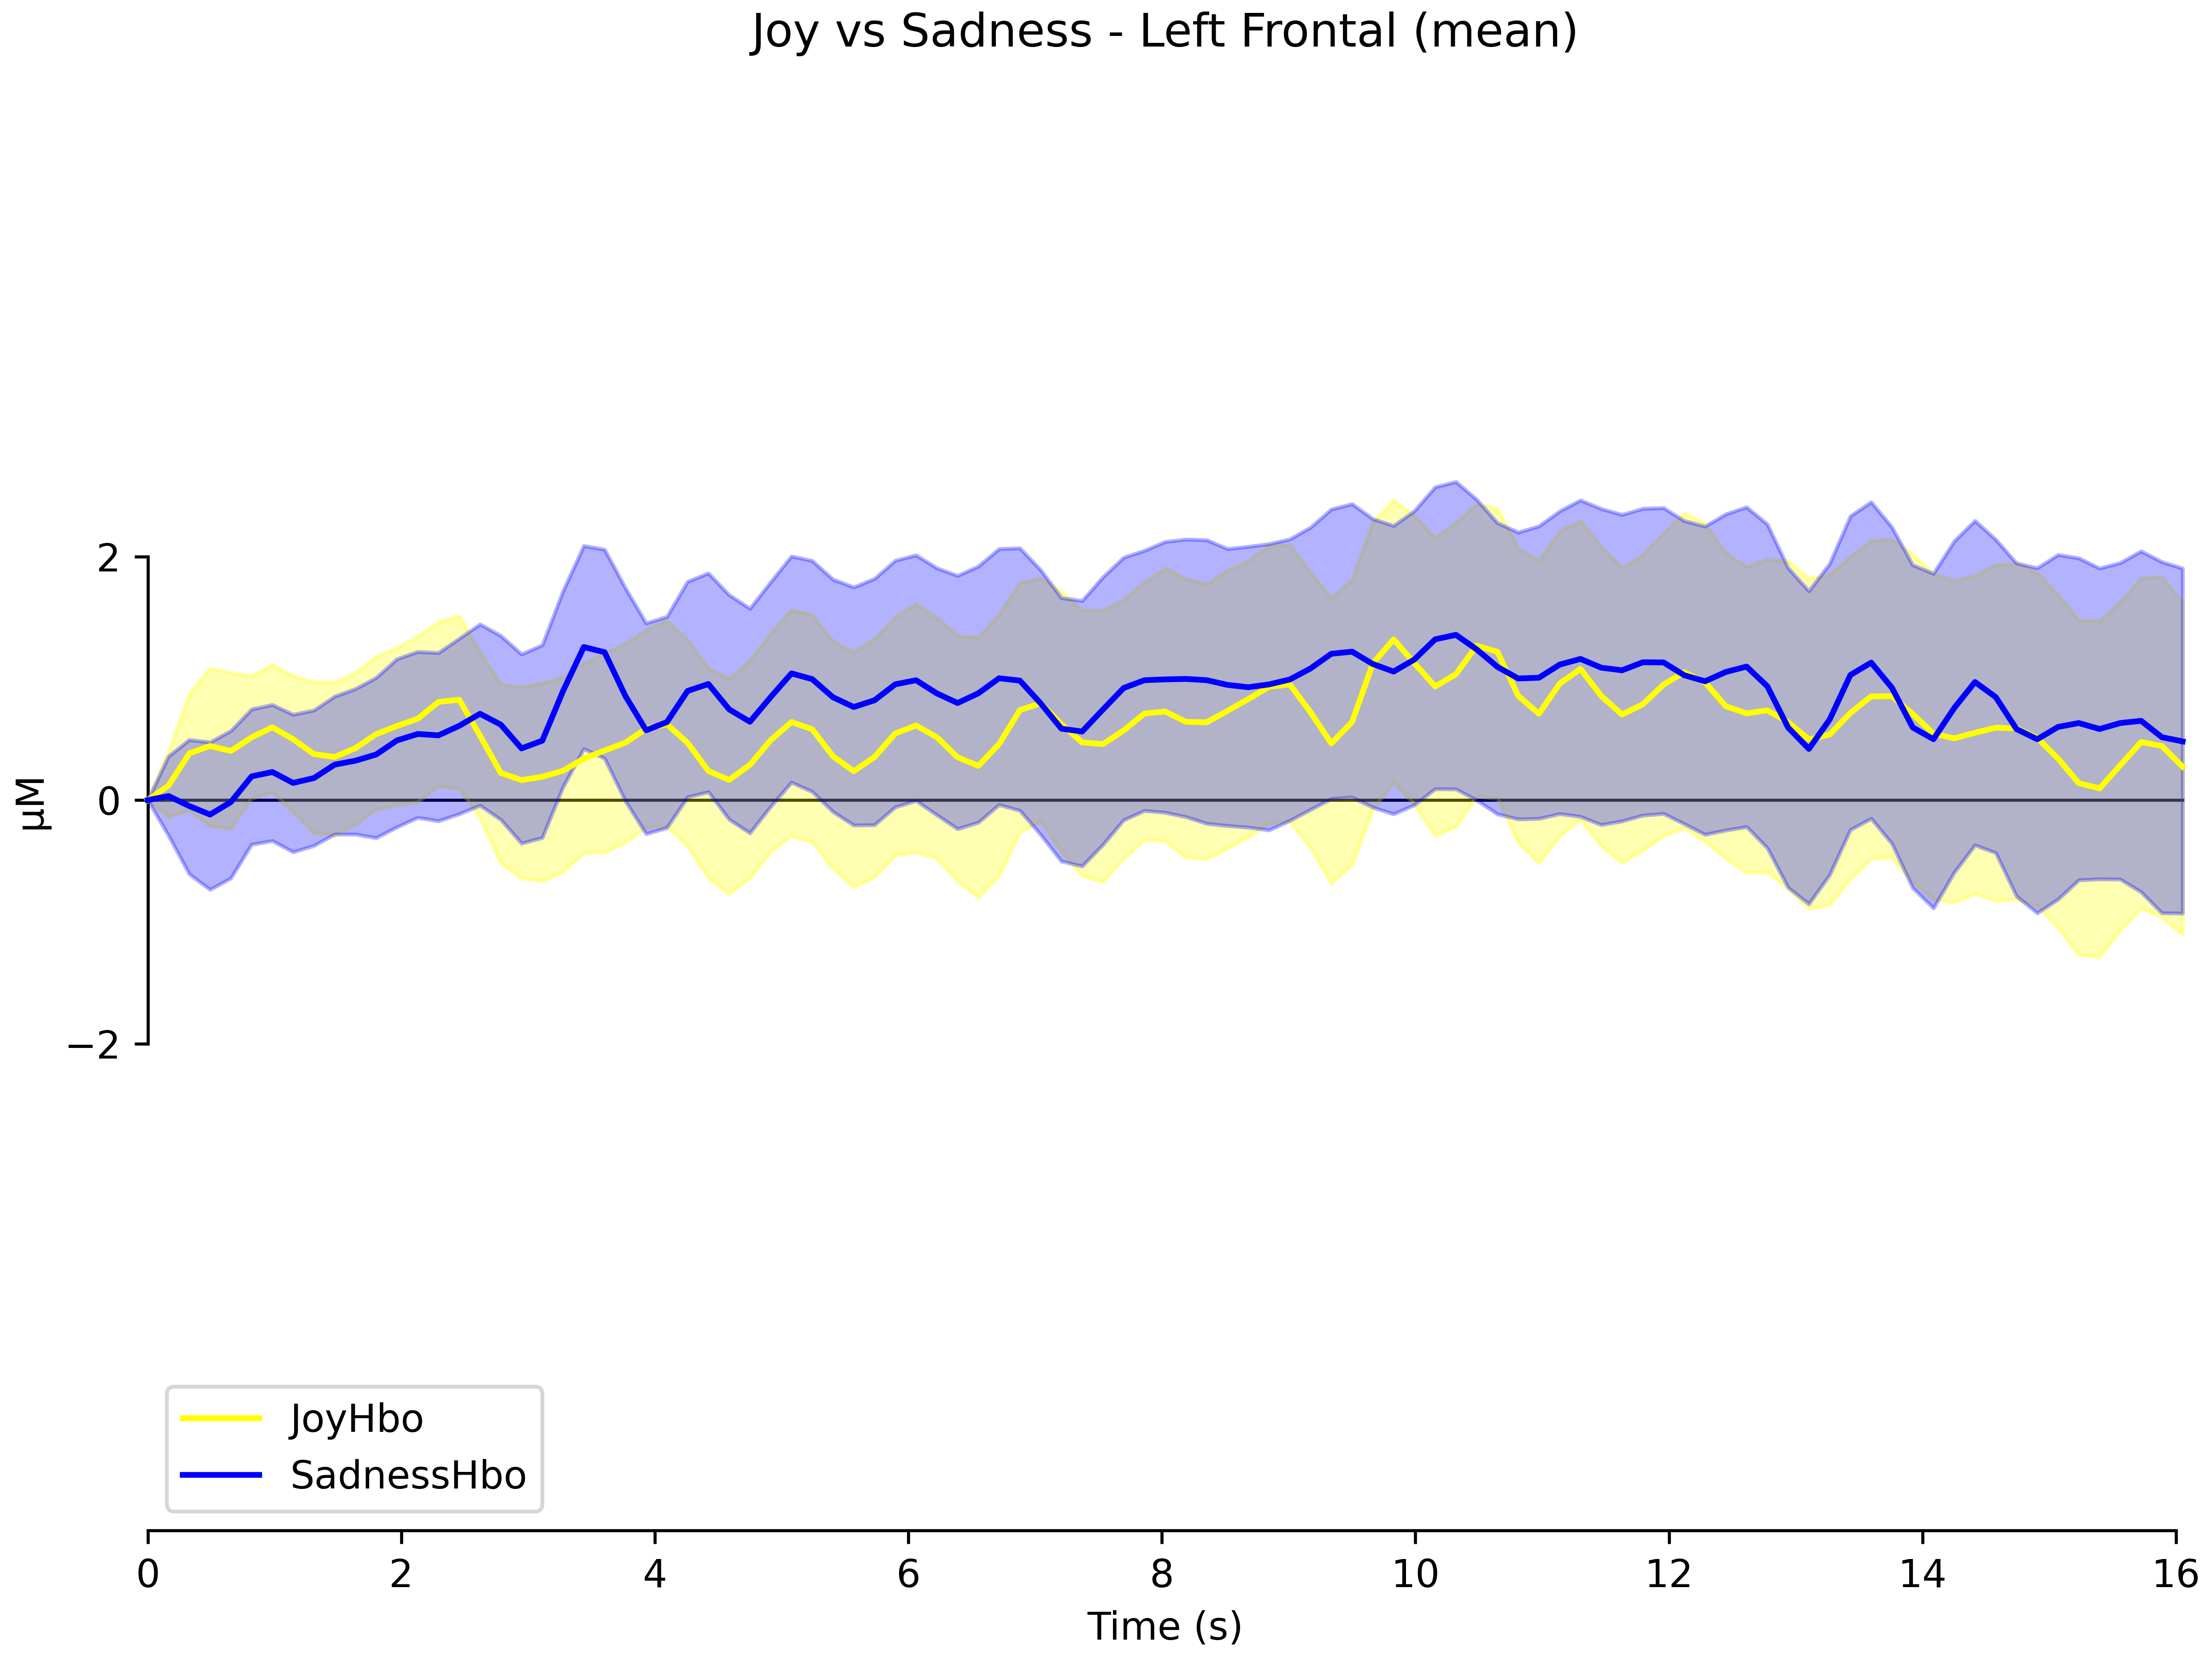 Joy vs Sadness - Left Frontal (mean)
2
0
−2
µM
JoyHbo
SadnessHbo
0 2 4 6 8 10 12 14 16
Time (s)